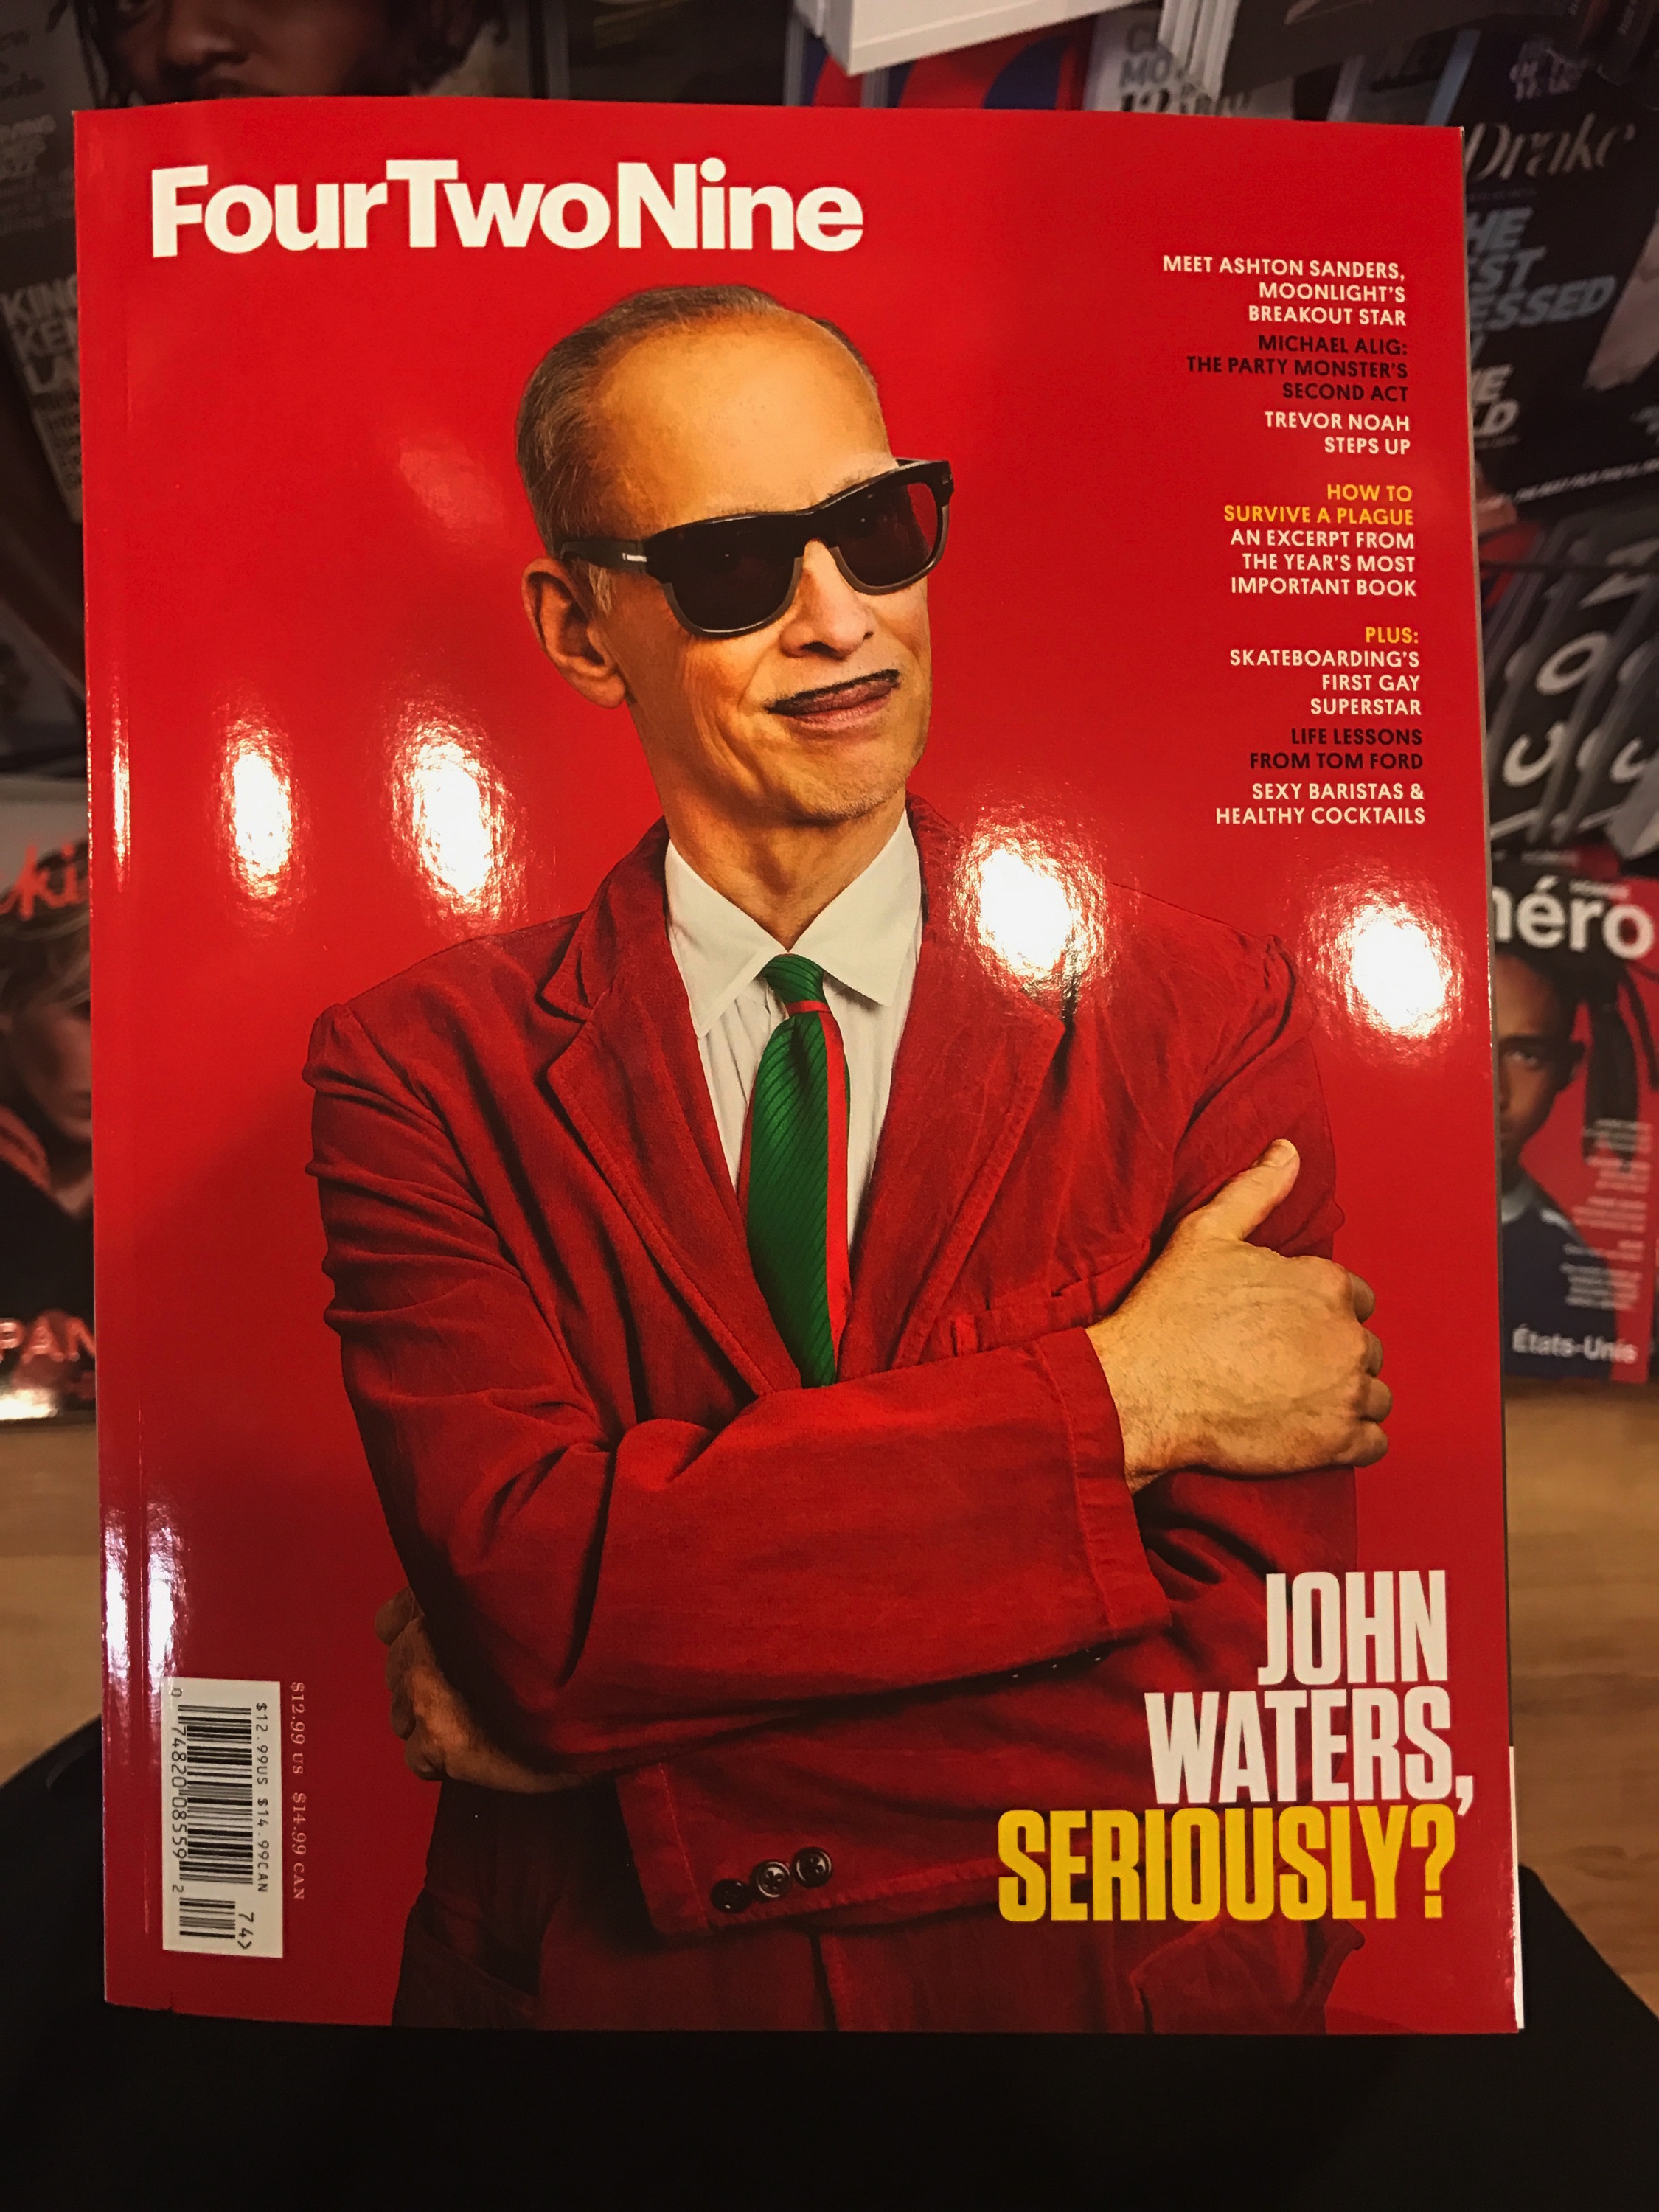 FourTwoNine
MEET ASHTON SANDERS,
MOONLIGHT'S
BREAKOUT STAR
MICHAEL ALIG:
THE PARTY MONSTER'S
SECOND ACT
TREVOR NOAH
STEPS UP
HOW TO
SURVIVE A PLAGUE
AN EXCERPT FROM
THE YEAR'S MOST
IMPORTANT BOOK
PLUS:
SKATEBOARDING'S
FIRST GAY
SUPERSTAR
LIFE LESSONS
FROM TOM FORD
SEXY BARISTAS &
HEALTHY COCKTAILS
JOHN
WATERS,
SERIOUSLY?
$12.99 US $14.99 CAN
$12.99US $14.99CAN
0 74820 08559 2
74>
Drake
éro
États-Unis